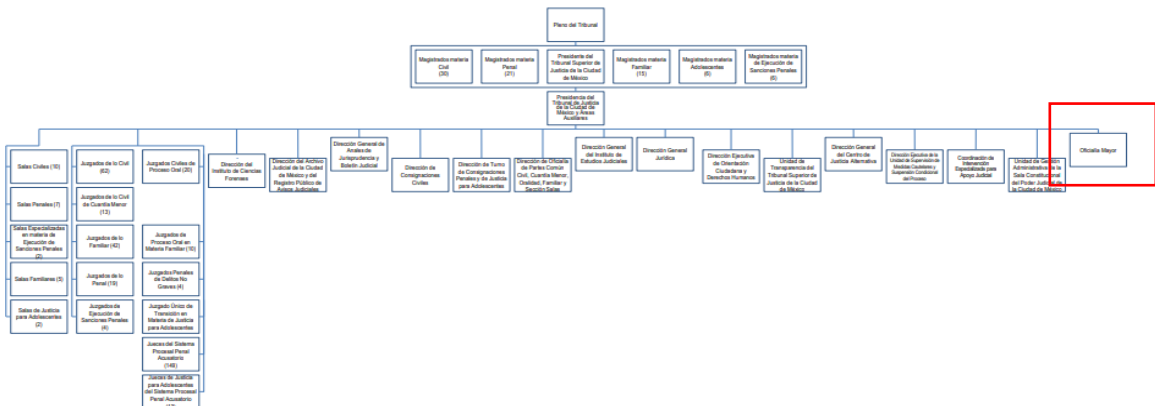 Pleno del Tribunal
Magistrados materia
Civil
(30)
Magistrados materia
Penal
(21)
Presidente del
Tribunal Superior de
Justicia de la Ciudad
de México
Magistrados materia
Familiar
(15)
Magistrados materia
Adolescentes
(6)
Magistrados materia
de Ejecución de
Sanciones Penales
(6)
Presidencia del
Tribunal de Justicia
de la Ciudad de
México y Áreas
Auxiliares
Salas Civiles (10)
Salas Penales (7)
Salas Especializadas
en materia de
Ejecución de
Sanciones Penales
(2)
Salas Familiares (5)
Salas de Justicia
para Adolescentes
(2)
Juzgados de lo Civil
(62)
Juzgados de lo Civil
de Cuantía Menor
(13)
Juzgados de lo
Familiar (42)
Juzgados de lo
Penal (19)
Juzgados de
Ejecución de
Sanciones Penales
(4)
Juzgados Civiles de
Proceso Oral (20)
Juzgados de
Proceso Oral en
Materia Familiar (10)
Juzgados Penales
de Delitos No
Graves (4)
Juzgado Único de
Transición en
Materia de Justicia
para Adolescentes
Jueces del Sistema
Procesal Penal
Acusatorio
(149)
Jueces de Justicia
para Adolescentes
del Sistema Procesal
Penal Acusatorio
Dirección del
Instituto de Ciencias
Forenses
Dirección del Archivo
Judicial de la Ciudad
de México y del
Registro Público de
Avisos Judiciales
Dirección General de
Anales de
Jurisprudencia y
Boletín Judicial
Dirección de
Consignaciones
Civiles
Dirección de Turno
de Consignaciones
Penales y de Justicia
para Adolescentes
Dirección de Oficialía
de Partes Común
Civil, Cuantía Menor,
Oralidad, Familiar y
Sección Salas
Dirección General
del Instituto de
Estudios Judiciales
Dirección General
Jurídica
Dirección Ejecutiva
de Orientación
Ciudadana y
Derechos Humanos
Unidad de
Transparencia del
Tribunal Superior de
Justicia de la Ciudad
de México
Dirección General
del Centro de
Justicia Alternativa
Dirección Ejecutiva de la
Unidad de Supervisión de
Medidas Cautelares y
Suspensión Condicional
del Proceso
Coordinación de
Intervención
Especializada para
Apoyo Judicial
Unidad de Gestión
Administrativa de la
Sala Constitucional
del Poder Judicial de
la Ciudad de México
Oficialía Mayor